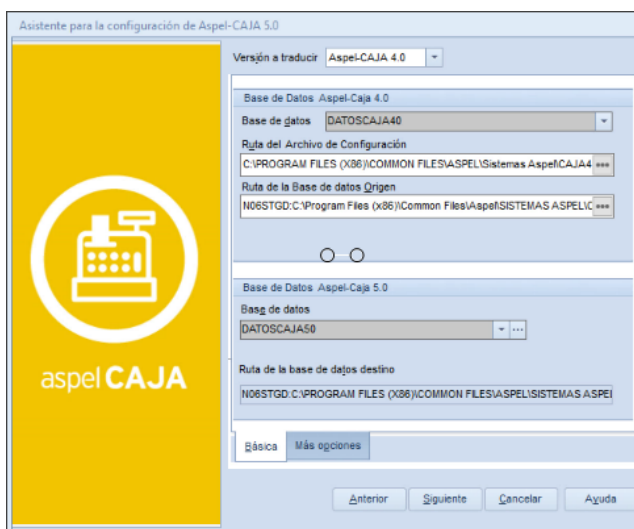 Asistente para la configuración de Aspel-CAJA 5.0
Versión a traducir Aspel-CAJA 4.0
Base de Datos Aspel-Caja 4.0
Base de datos DATOSCAJA40
Ruta del Archivo de Configuración
C:\PROGRAM FILES (X86)\COMMON FILES\ASPEL\Sistemas Aspel\CAJA4
Ruta de la Base de datos Origen
N06STGD:C:\Program Files (x86)\Common Files\Aspel\SISTEMAS ASPEL\C
Base de Datos Aspel-Caja 5.0
Base de datos
DATOSCAJA50
Ruta de la base de datos destino
N06STGD:C:\PROGRAM FILES (X86)\COMMON FILES\ASPEL\SISTEMAS ASPEL
aspel CAJA
Básica Más opciones
Anterior Siguiente Cancelar Ayuda